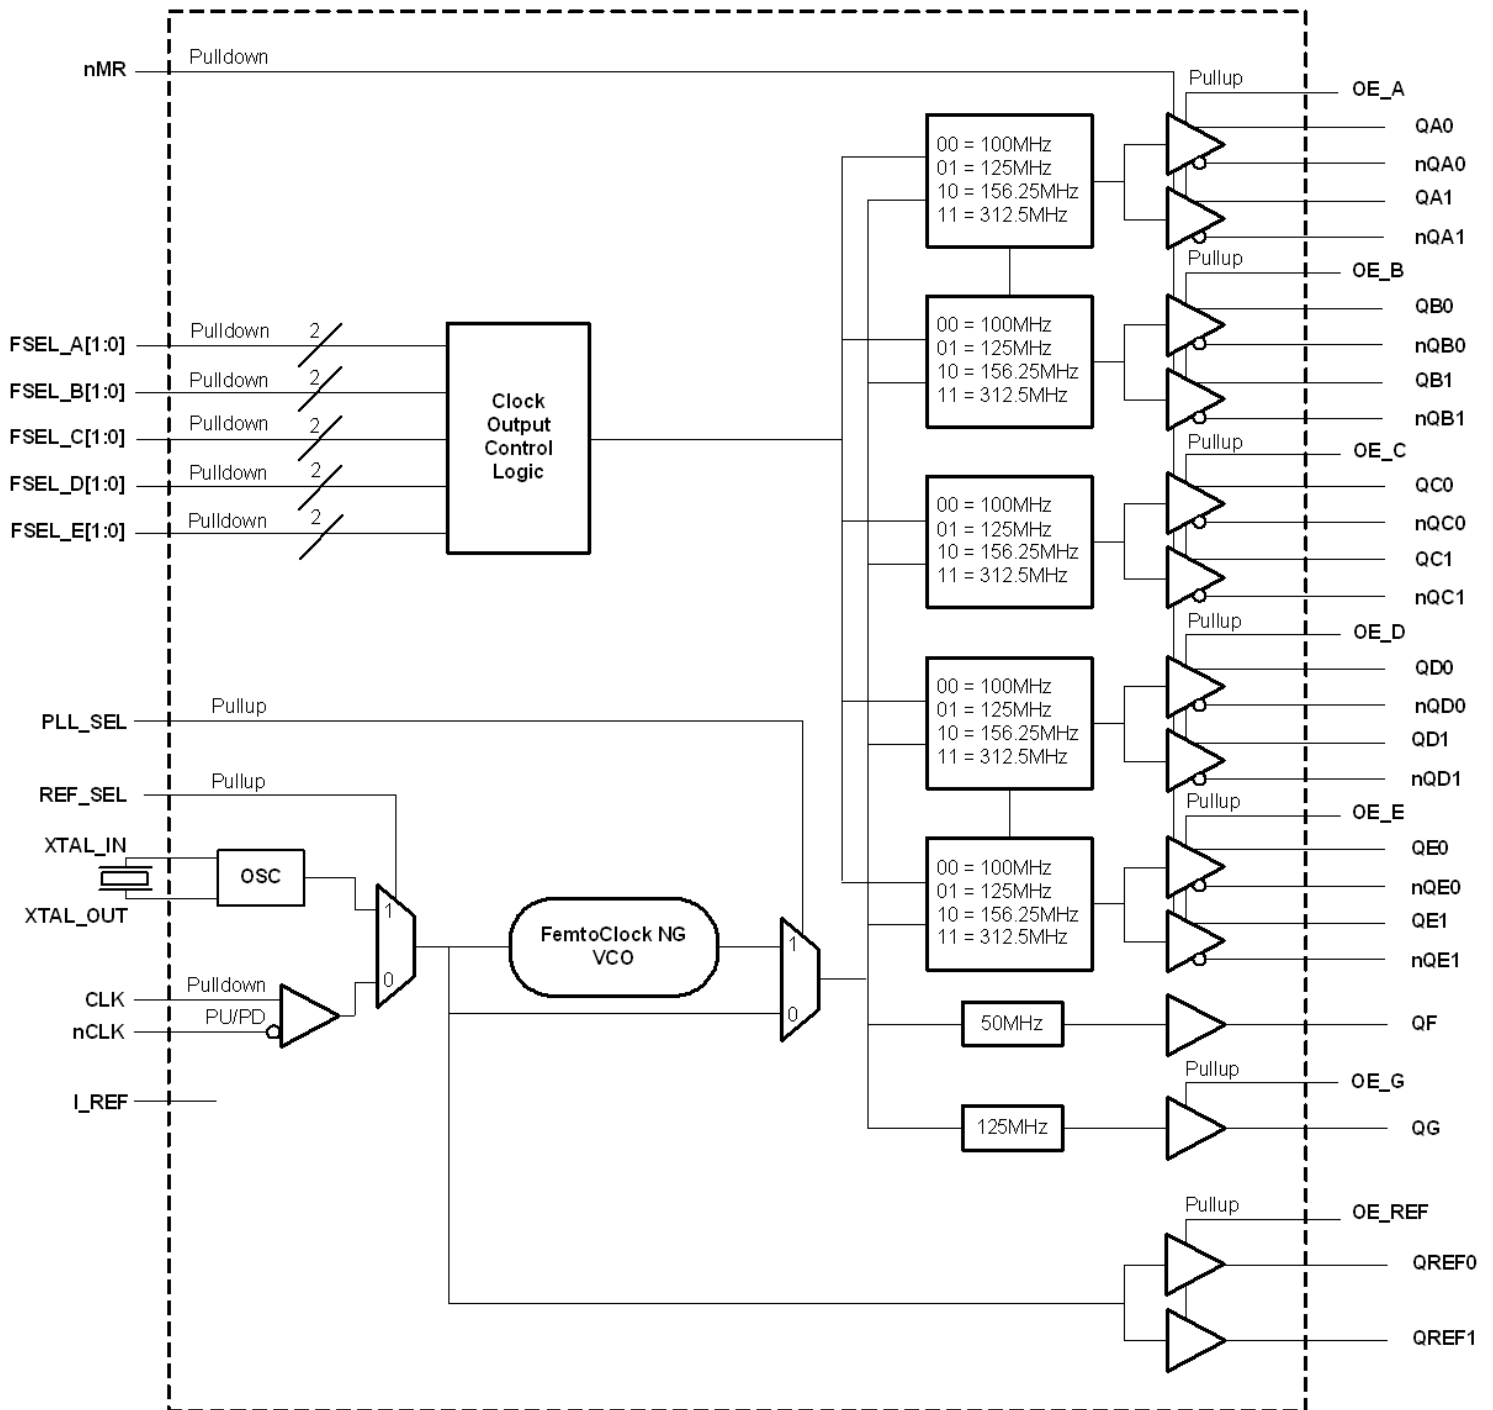 nMR
Pulldown
Pullup
OE_A
QA0
nQA0
QA1
nQA1
00 = 100MHz
01 = 125MHz
10 = 156.25MHz
11 = 312.5MHz
Pullup
OE_B
QB0
nQB0
QB1
nQB1
00 = 100MHz
01 = 125MHz
10 = 156.25MHz
11 = 312.5MHz
FSEL_A[1:0]
Pulldown
2
FSEL_B[1:0]
Pulldown
2
FSEL_C[1:0]
Pulldown
2
FSEL_D[1:0]
Pulldown
2
FSEL_E[1:0]
Pulldown
2
Clock
Output
Control
Logic
Pullup
OE_C
QC0
nQC0
QC1
nQC1
00 = 100MHz
01 = 125MHz
10 = 156.25MHz
11 = 312.5MHz
Pullup
OE_D
QD0
nQD0
QD1
nQD1
00 = 100MHz
01 = 125MHz
10 = 156.25MHz
11 = 312.5MHz
PLL_SEL
Pullup
REF_SEL
Pullup
XTAL_IN
XTAL_OUT
OSC
1
0
FemtoClock NG
VCO
1
0
CLK
Pulldown
nCLK
PU/PD
I_REF
Pullup
OE_E
QE0
nQE0
QE1
nQE1
00 = 100MHz
01 = 125MHz
10 = 156.25MHz
11 = 312.5MHz
50MHz
QF
Pullup
OE_G
125MHz
QG
Pullup
OE_REF
QREF0
QREF1